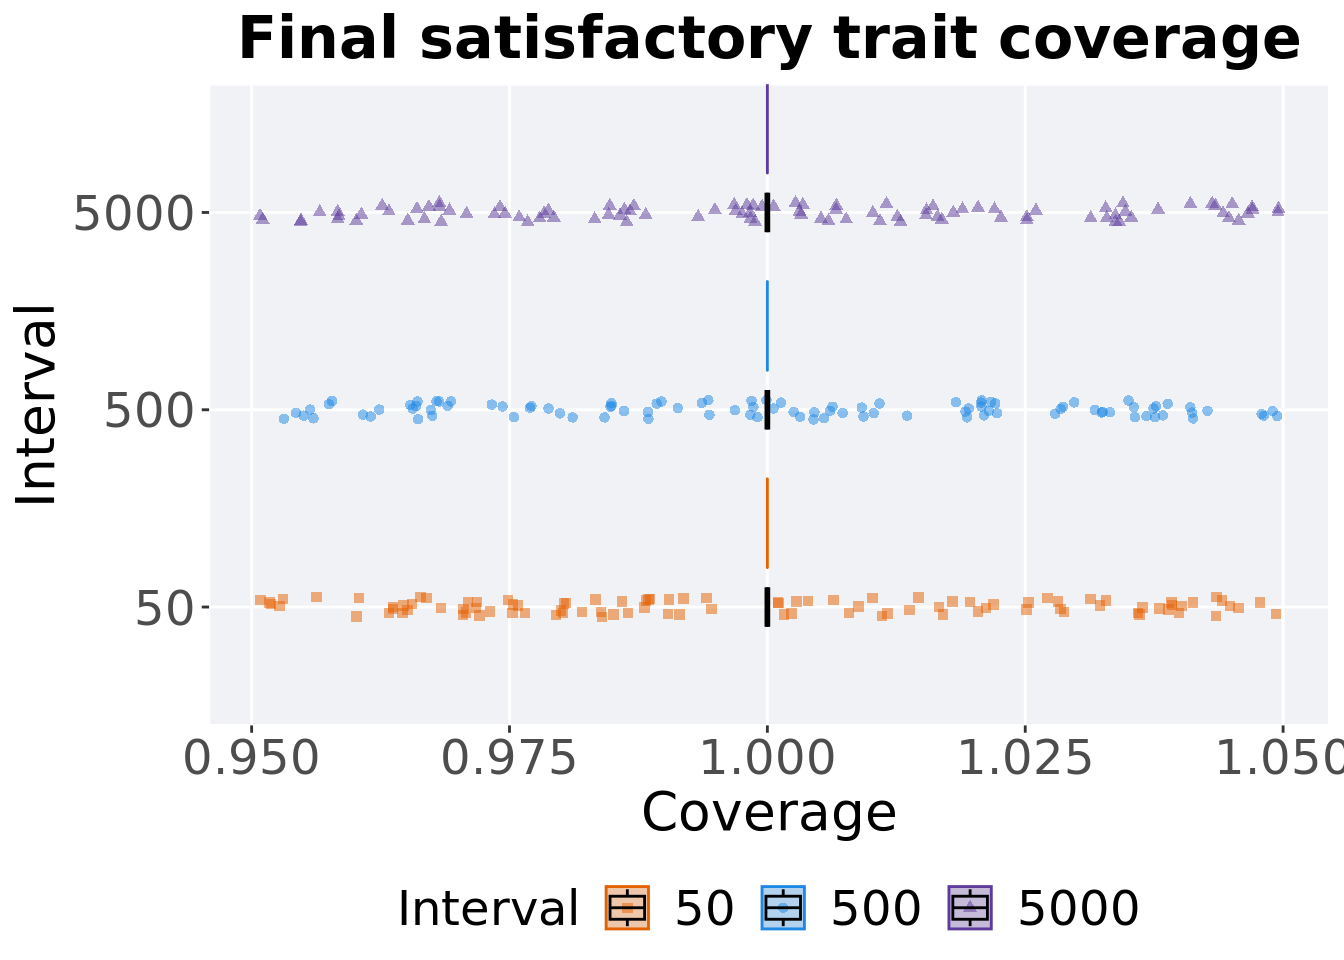 Final satisfactory trait coverage
Interval
5000
500
50
0.950 0.975 1.000 1.025 1.050
Coverage
Interval 50 500 5000